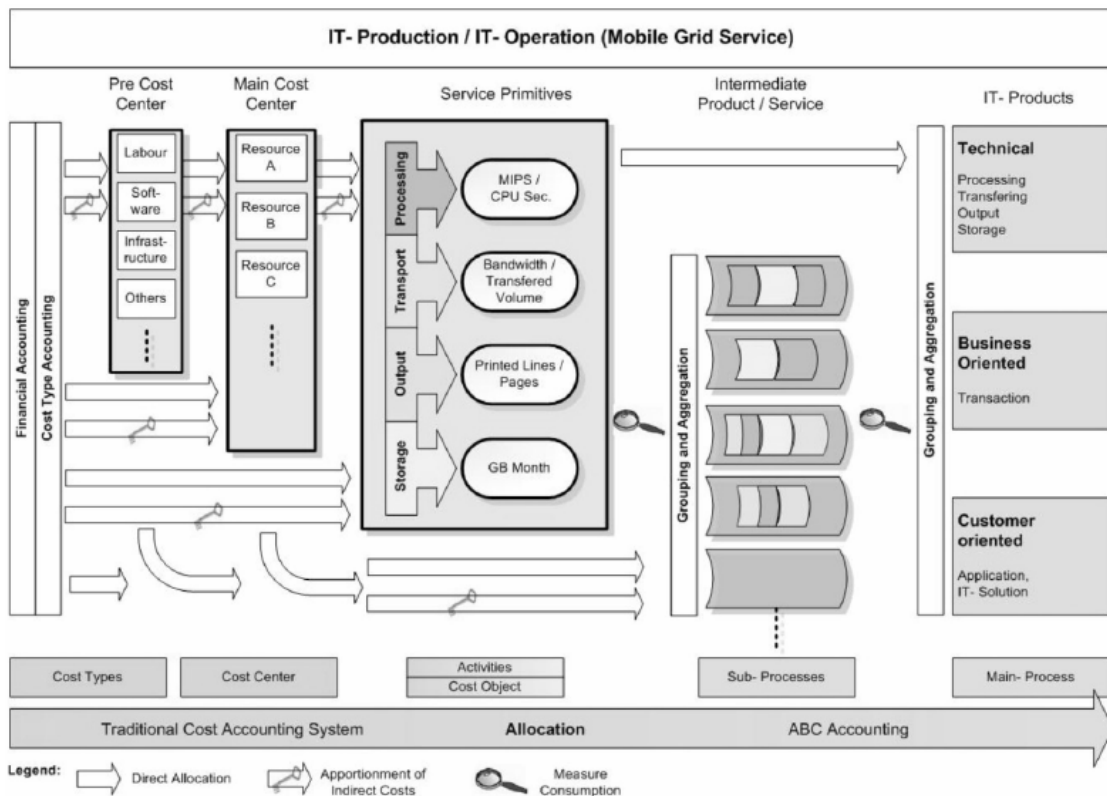 IT- Production / IT- Operation (Mobile Grid Service)
Pre Cost
Center
Main Cost
Center
Service Primitives
Intermediate
Product / Service
IT- Products
Financial Accounting
Cost Type Accounting
Labour
Soft-
ware
Infrast-
ructure
Others
Resource
A
Resource
B
Resource
C
Processing
MIPS /
CPU Sec.
Transport
Bandwidth /
Transfered
Volume
Output
Printed Lines /
Pages
Storage
GB Month
Grouping and Aggregation
Grouping and Aggregation
Technical
Processing
Transfering
Output
Storage
Business
Oriented
Transaction
Customer
oriented
Application,
IT- Solution
Cost Types
Cost Center
Activities
Cost Object
Sub- Processes
Main- Process
Traditional Cost Accounting System
Allocation
ABC Accounting
Legend:
Direct Allocation
Apportionment of
Indirect Costs
Measure
Consumption